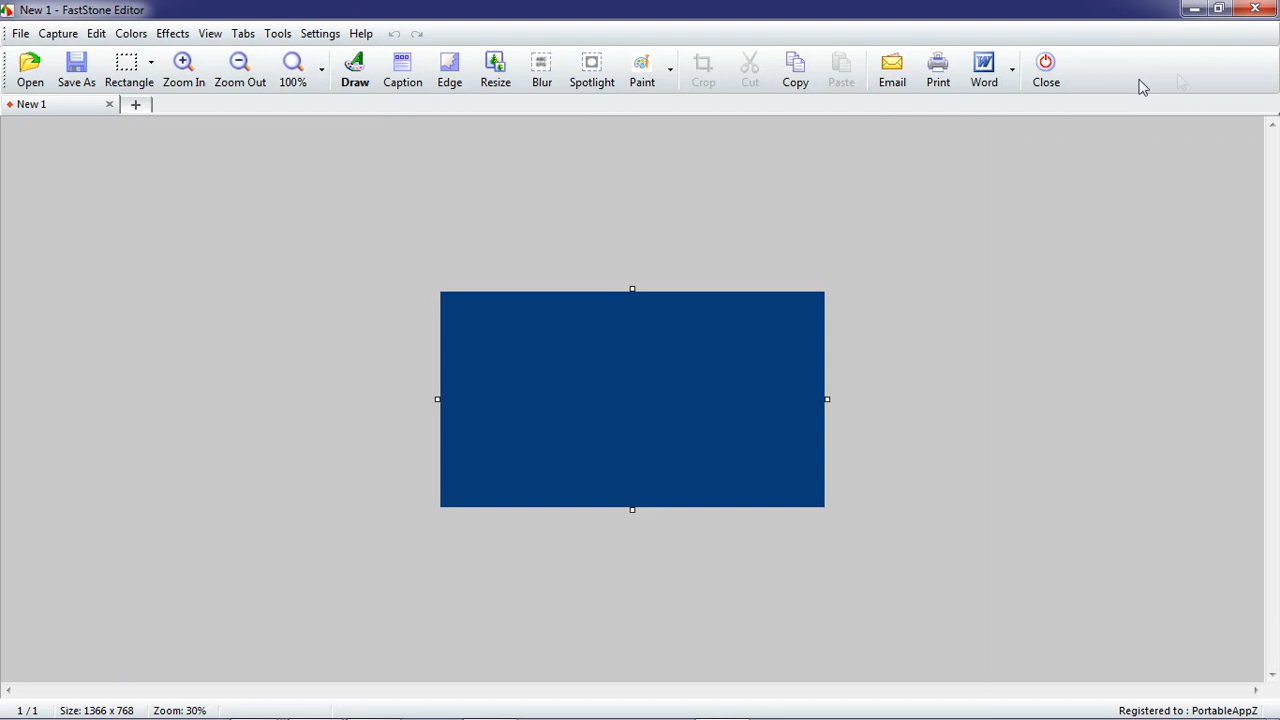 New 1 - FastStone Editor
File Capture Edit Colors Effects View Tabs Tools Settings Help
Open Save As Rectangle Zoom In Zoom Out 100% Draw Caption Edge Resize Blur Spotlight Paint Crop Cut Copy Paste Email Print Word Close
New 1
1 / 1 Size: 1366 x 768 Zoom: 30% Registered to : PortableAppZ